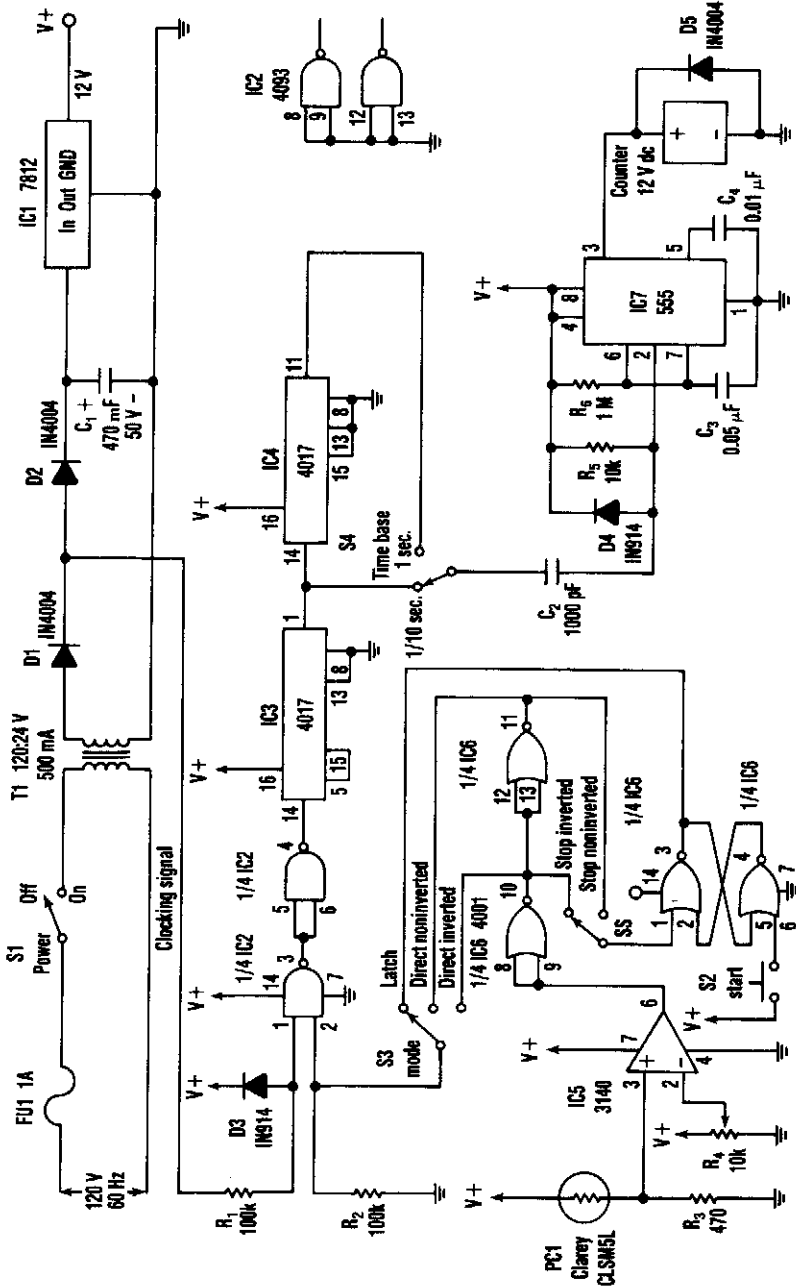 S1
Power
Off
On
FU1 1A
120 V
60 Hz
T1 120:24 V
500 mA
D1
IN4004
D2
IN4004
C1 +
470 mF
50 V -
IC1 7812
In Out GND
12 V
V+
Clocking signal
R1
100k
D3
IN914
V+
V+
1/4 IC2
14
1
2
3
7
1/4 IC2
5
6
4
V+
16
14
IC3
4017
5
15
13
8
1
V+
16
14
IC4
4017
15
13
8
11
IC2
4093
8
9
12
13
S4
Time base
1/10 sec.
1 sec.
R2
100k
S3
mode
Latch
Direct noninverted
Direct inverted
1/4 IC6 4001
8
9
10
1/4 IC6
12
13
11
Stop inverted
Stop noninverted
SS
1/4 IC6
14
1
2
3
1/4 IC6
4
5
6
7
S2
start
V+
C2
1000 pF
D4
IN914
R5
10k
R6
1 M
V+
4
8
6
2
7
IC7
555
3
5
1
C3
0.05 µF
C4
0.01 µF
Counter
12 V dc
+
-
D5
IN4004
PC1
Clarey
CLSM5L
V+
R3
470
IC5
3140
V+
3
+
2
-
7
4
6
V+
R4
10k